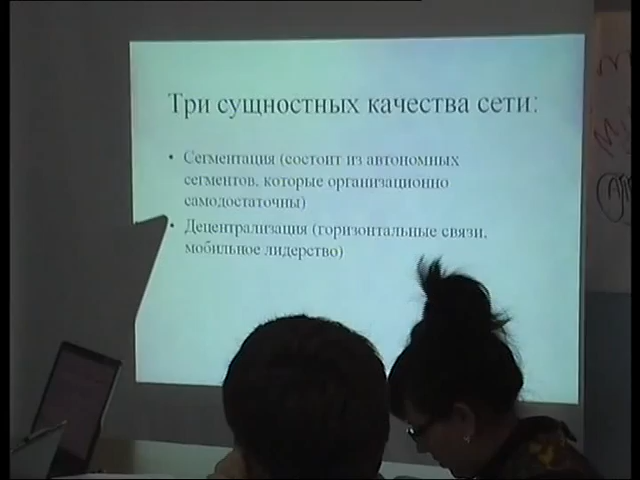 Три сущностных качества сети:
• Сегментация (состоит из автономных
сегментов, которые организационно
самодостаточны)
• Децентрализация (горизонтальные связи,
мобильное лидерство)